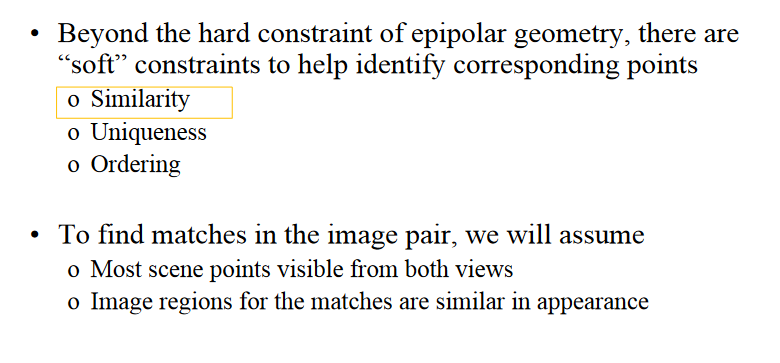 • Beyond the hard constraint of epipolar geometry, there are
“soft” constraints to help identify corresponding points
o Similarity
o Uniqueness
o Ordering
• To find matches in the image pair, we will assume
o Most scene points visible from both views
o Image regions for the matches are similar in appearance